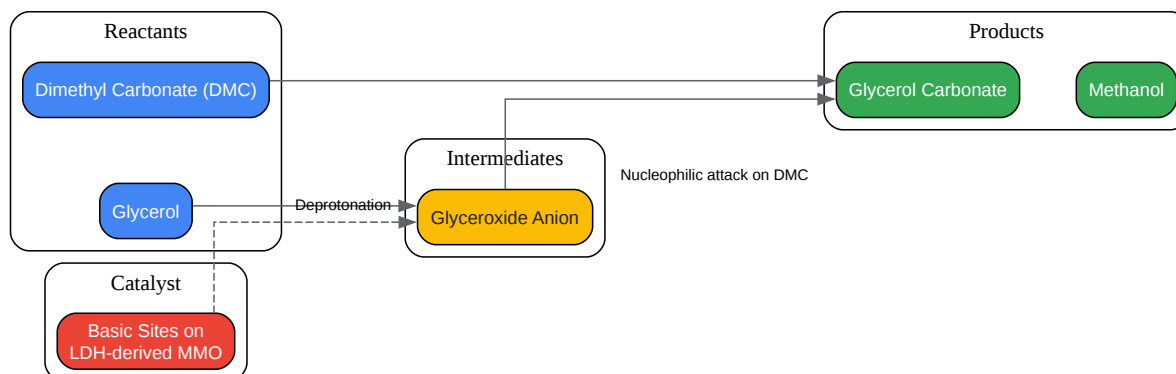 Reactants
Products
Dimethyl Carbonate (DMC)
Glycerol Carbonate
Methanol
Intermediates
Nucleophilic attack on DMC
Glycerol
Deprotonation
Glyceroxide Anion
Catalyst
Basic Sites on
LDH-derived MMO